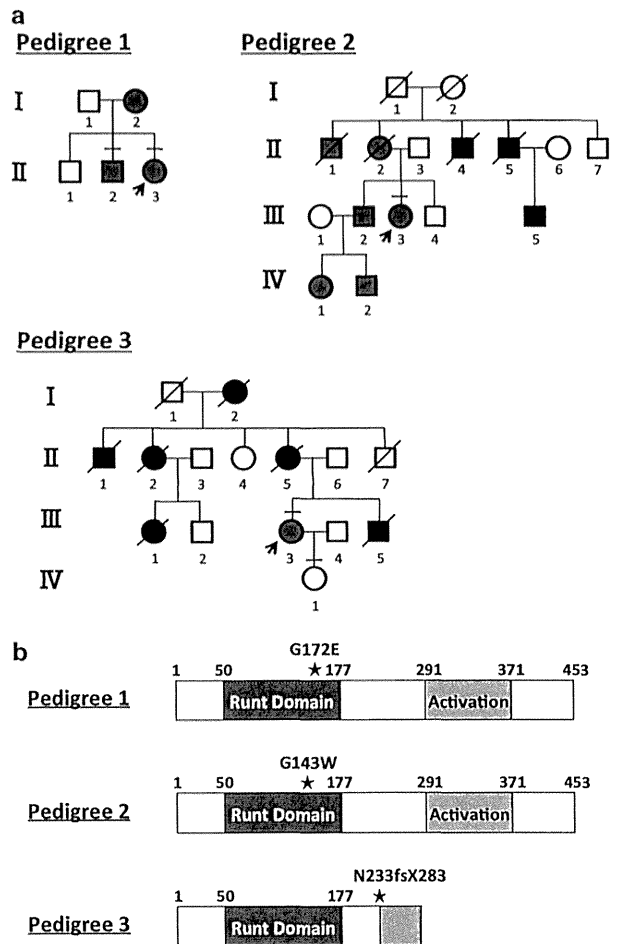 a
Pedigree 1
Pedigree 2
I
1
2
II
1
2
3
I
1
2
II
1
2
3
4
5
6
7
III
1
2
3
4
5
IV
1
2
Pedigree 3
I
1
2
II
1
2
3
4
5
6
7
III
1
2
3
4
5
IV
1
b
G172E
1 50 ★ 177 291 371 453
Pedigree 1 Runt Domain Activation
G143W
1 50 ★ 177 291 371 453
Pedigree 2 Runt Domain Activation
N233fsX283
1 50 177 ★
Pedigree 3 Runt Domain